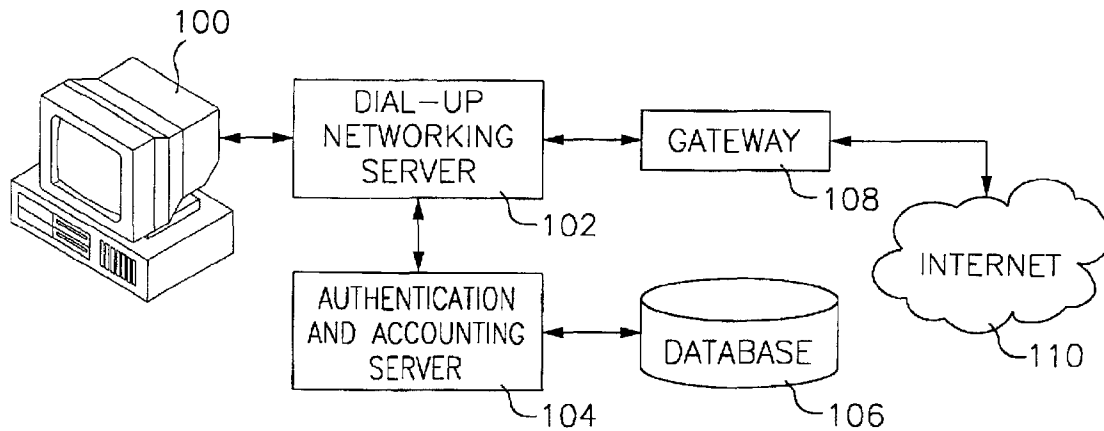 100
DIAL-UP
NETWORKING
SERVER
102
GATEWAY
108
INTERNET
110
AUTHENTICATION
AND ACCOUNTING
SERVER
104
DATABASE
106